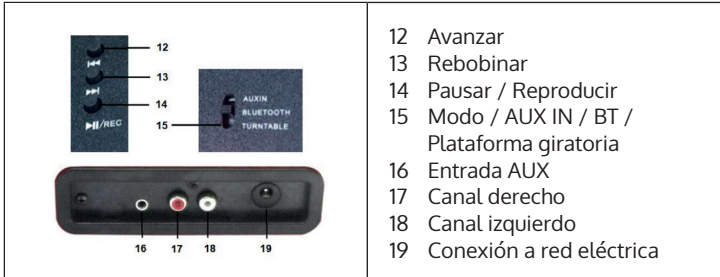 12
13
14
/REC
AUXIN
BLUETOOTH
15
TURNTABLE
16
17
18
19
12 Avanzar
13 Rebobinar
14 Pausar / Reproducir
15 Modo / AUX IN / BT /
Plataforma giratoria
16 Entrada AUX
17 Canal derecho
18 Canal izquierdo
19 Conexión a red eléctrica